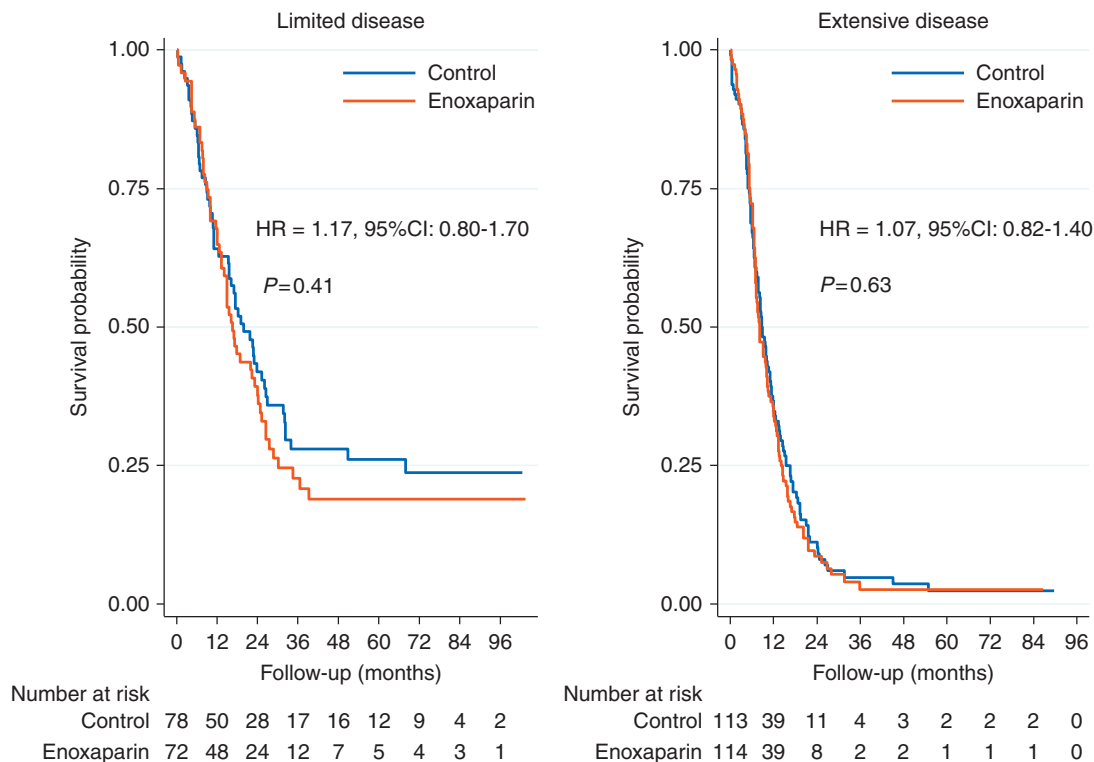 Limited disease
1.00
0.75
0.50
0.25
0.00
Survival probability
Control
Enoxaparin
HR = 1.17, 95%CI: 0.80-1.70
P=0.41
0 12 24 36 48 60 72 84 96
Follow-up (months)
Number at risk
Control 78 50 28 17 16 12 9 4 2
Enoxaparin 72 48 24 12 7 5 4 3 1
Extensive disease
1.00
0.75
0.50
0.25
0.00
Survival probability
Control
Enoxaparin
HR = 1.07, 95%CI: 0.82-1.40
P=0.63
0 12 24 36 48 60 72 84 96
Follow-up (months)
Number at risk
Control 113 39 11 4 3 2 2 2 0
Enoxaparin 114 39 8 2 2 1 1 1 0